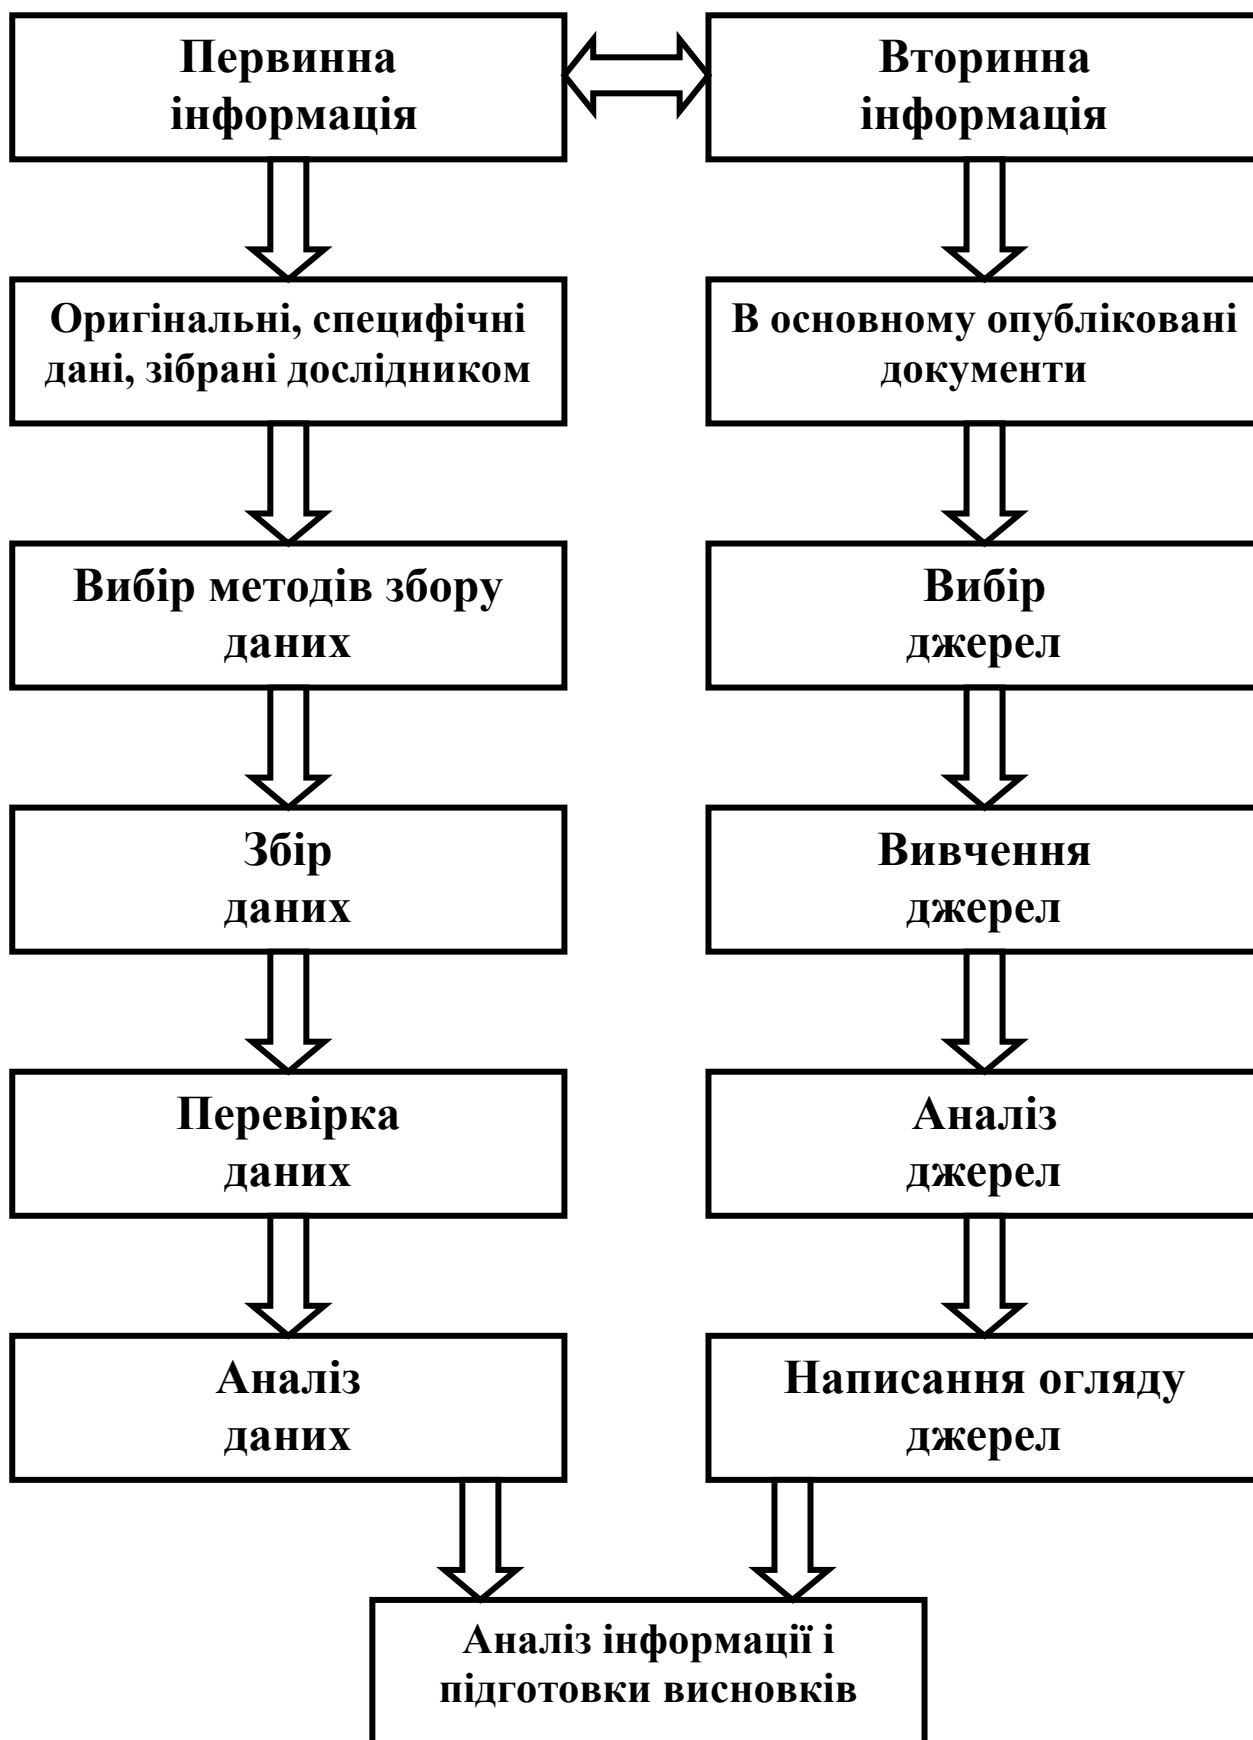 Первинна
інформація
Вторинна
інформація
Оригінальні, специфічні
дані, зібрані дослідником
В основному опубліковані
документи
Вибір методів збору
даних
Вибір
джерел
Збір
даних
Вивчення
джерел
Перевірка
даних
Аналіз
джерел
Аналіз
даних
Написання огляду
джерел
Аналіз інформації і
підготовки висновків